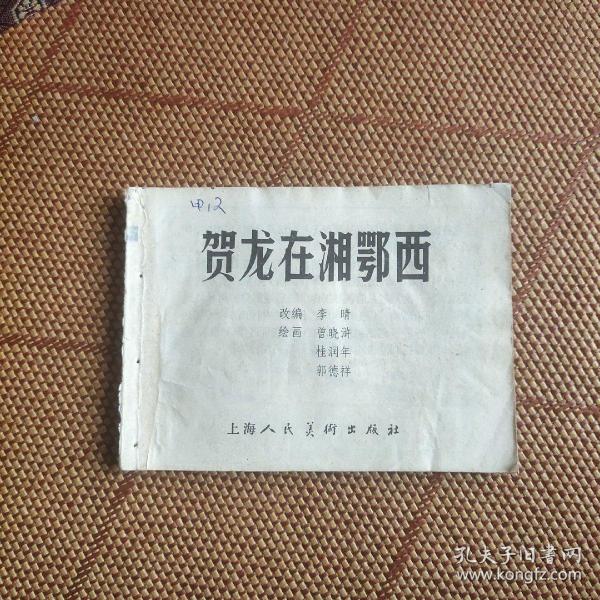 甲12
贺龙在湘鄂西
改编 李晴
绘画 曾晓浒
桂润年
郭德祥
上海人民美術出版社
孔夫子旧書网
www.kongfz.com